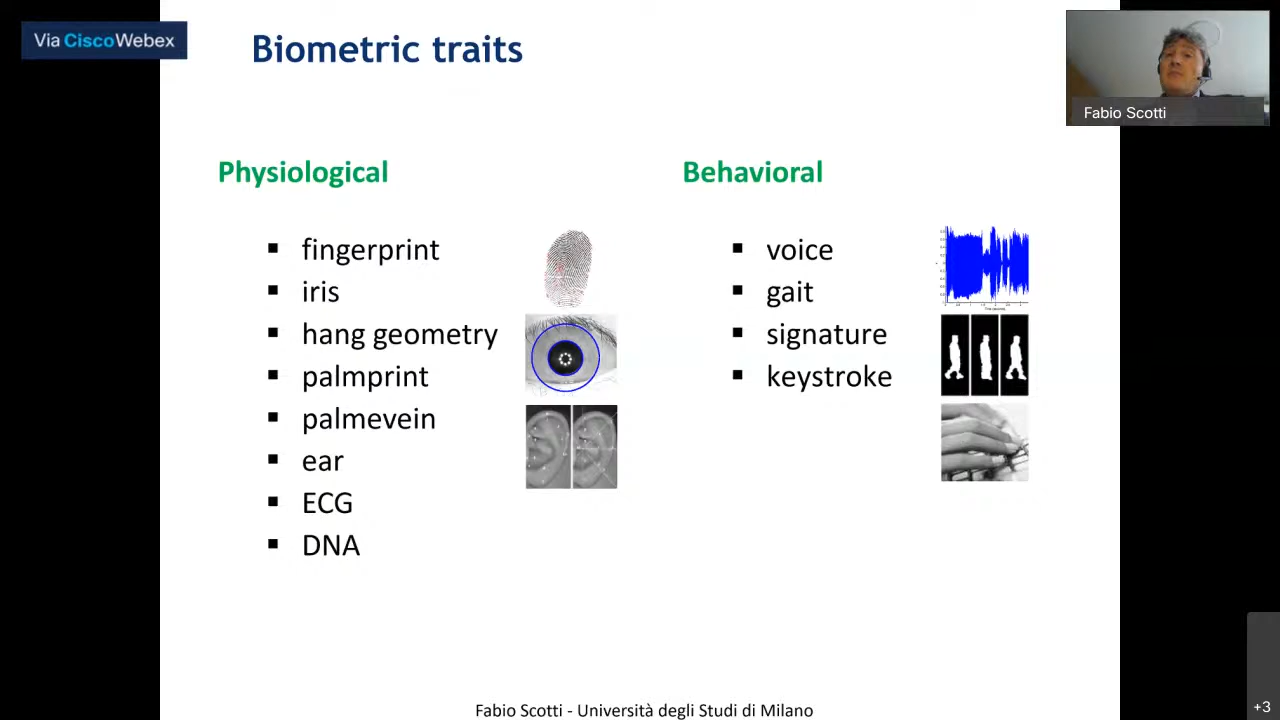 Via CiscoWebex
Biometric traits
Fabio Scotti
Physiological
▪ fingerprint
▪ iris
▪ hang geometry
▪ palmprint
▪ palmevein
▪ ear
▪ ECG
▪ DNA
Behavioral
▪ voice
▪ gait
▪ signature
▪ keystroke
Fabio Scotti - Università degli Studi di Milano
+3